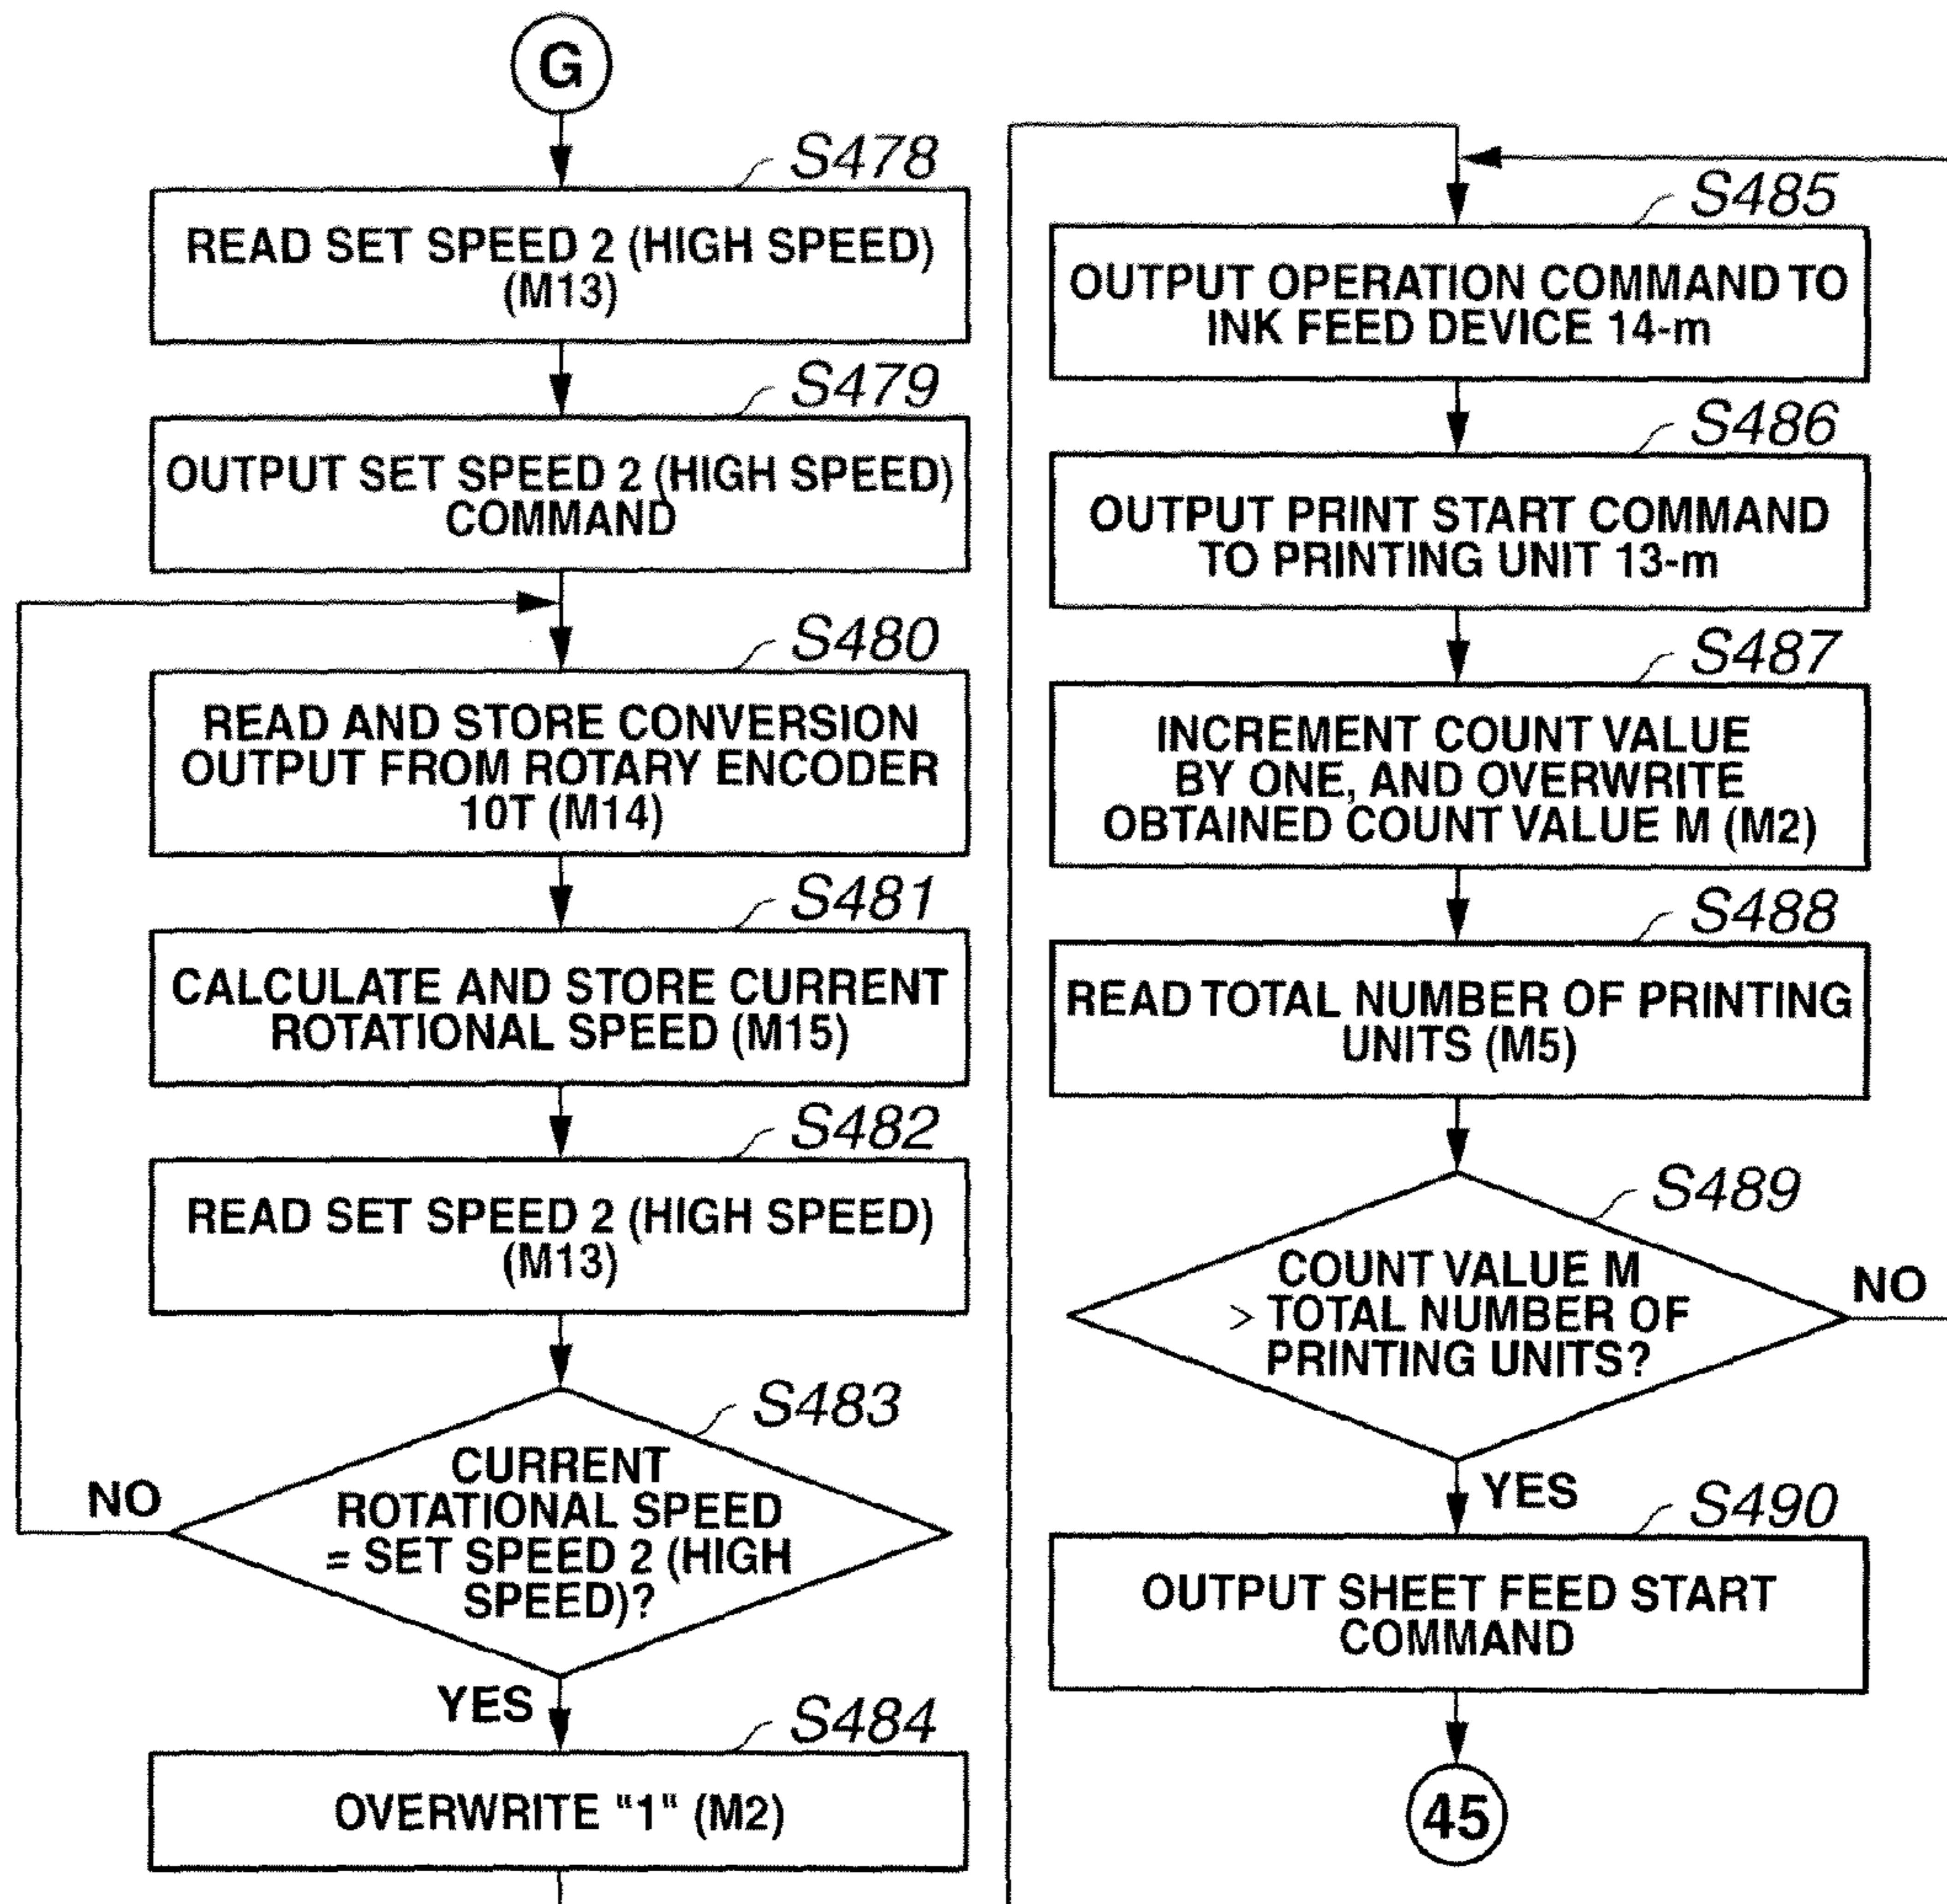 G
S478
READ SET SPEED 2 (HIGH SPEED)
(M13)
S479
OUTPUT SET SPEED 2 (HIGH SPEED)
COMMAND
S480
READ AND STORE CONVERSION
OUTPUT FROM ROTARY ENCODER
10T (M14)
S481
CALCULATE AND STORE CURRENT
ROTATIONAL SPEED (M15)
S482
READ SET SPEED 2 (HIGH SPEED)
(M13)
S483
CURRENT
ROTATIONAL SPEED
= SET SPEED 2 (HIGH
SPEED)?
NO
YES
S484
OVERWRITE "1" (M2)
S485
OUTPUT OPERATION COMMAND TO
INK FEED DEVICE 14-m
S486
OUTPUT PRINT START COMMAND
TO PRINTING UNIT 13-m
S487
INCREMENT COUNT VALUE
BY ONE, AND OVERWRITE
OBTAINED COUNT VALUE M (M2)
S488
READ TOTAL NUMBER OF PRINTING
UNITS (M5)
S489
COUNT VALUE M
> TOTAL NUMBER OF
PRINTING UNITS?
NO
YES
S490
OUTPUT SHEET FEED START
COMMAND
45